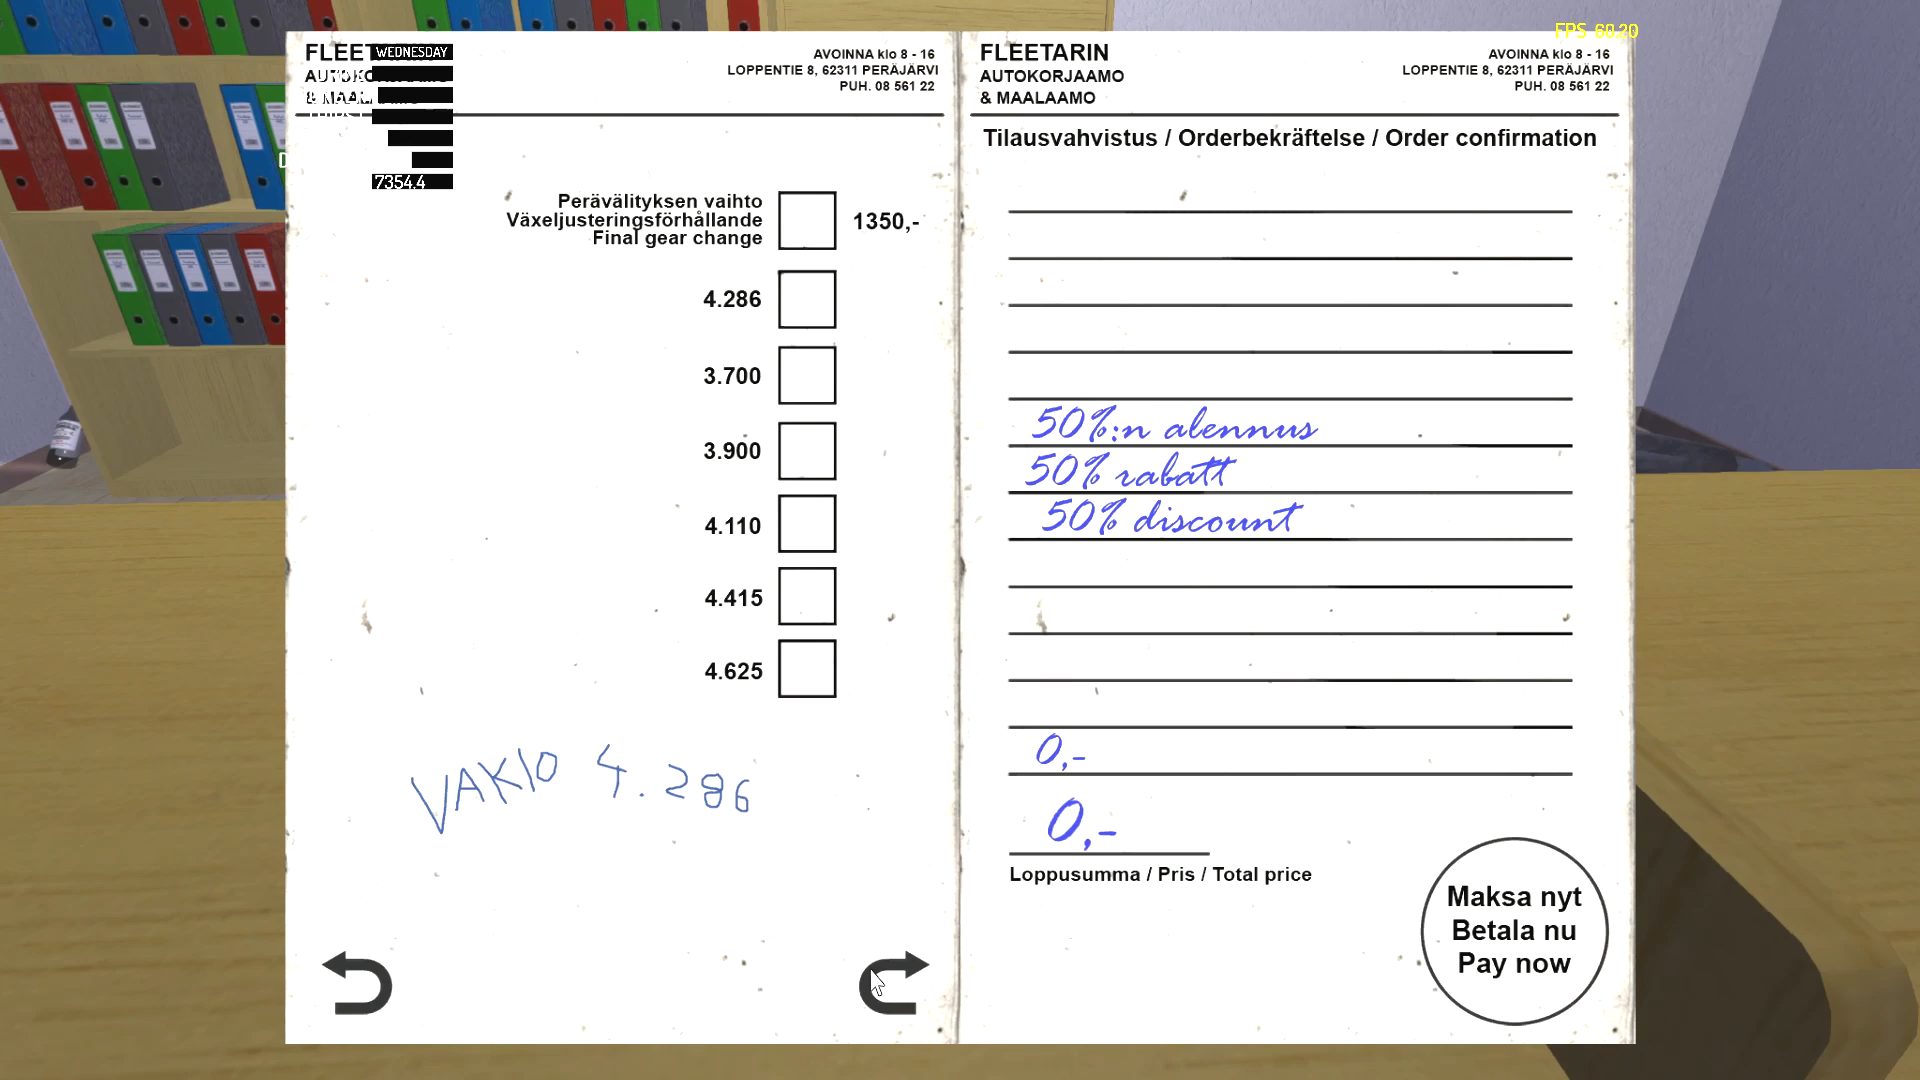 FPS 60.20
WEDNESDAY
7354.4
FLEET
AVOINNA klo 8 - 16
LOPPENTIE 8, 62311 PERÄJÄRVI
PUH. 08 561 22
Perävälityksen vaihto
Växeljusteringsförhållande
Final gear change
1350,-
4.286
3.700
3.900
4.110
4.415
4.625
VAKIO 4.286
FLEETARIN
AUTOKORJAAMO
& MAALAAMO
AVOINNA klo 8 - 16
LOPPENTIE 8, 62311 PERÄJÄRVI
PUH. 08 561 22
Tilausvahvistus / Orderbekräftelse / Order confirmation
50%:n alennus
50% rabatt
50% discount
0,-
0,-
Loppusumma / Pris / Total price
Maksa nyt
Betala nu
Pay now